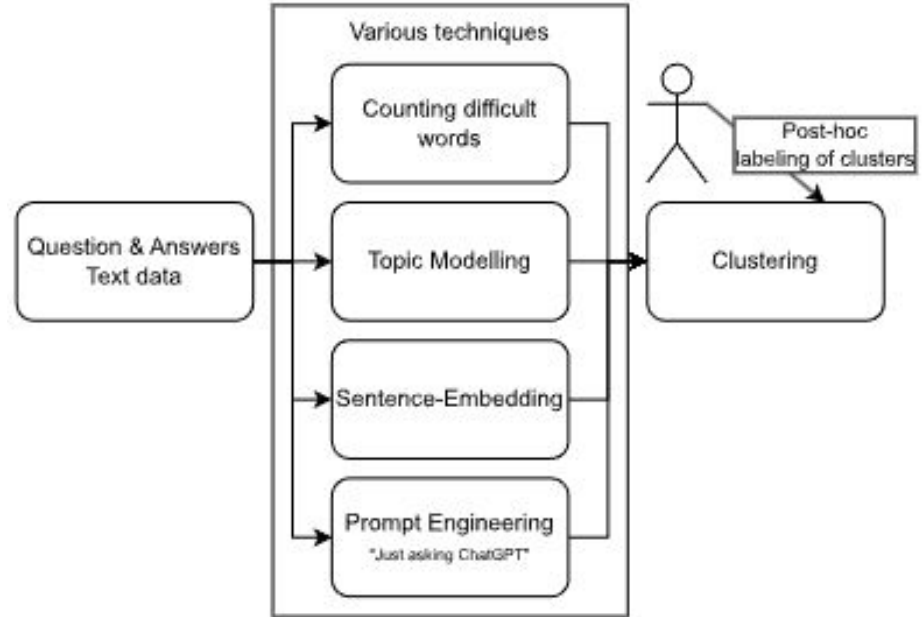 Various techniques
Counting difficult
words
Post-hoc
labeling of clusters
Question & Answers
Text data
Topic Modelling
Clustering
Sentence-Embedding
Prompt Engineering
"Just asking ChatGPT"